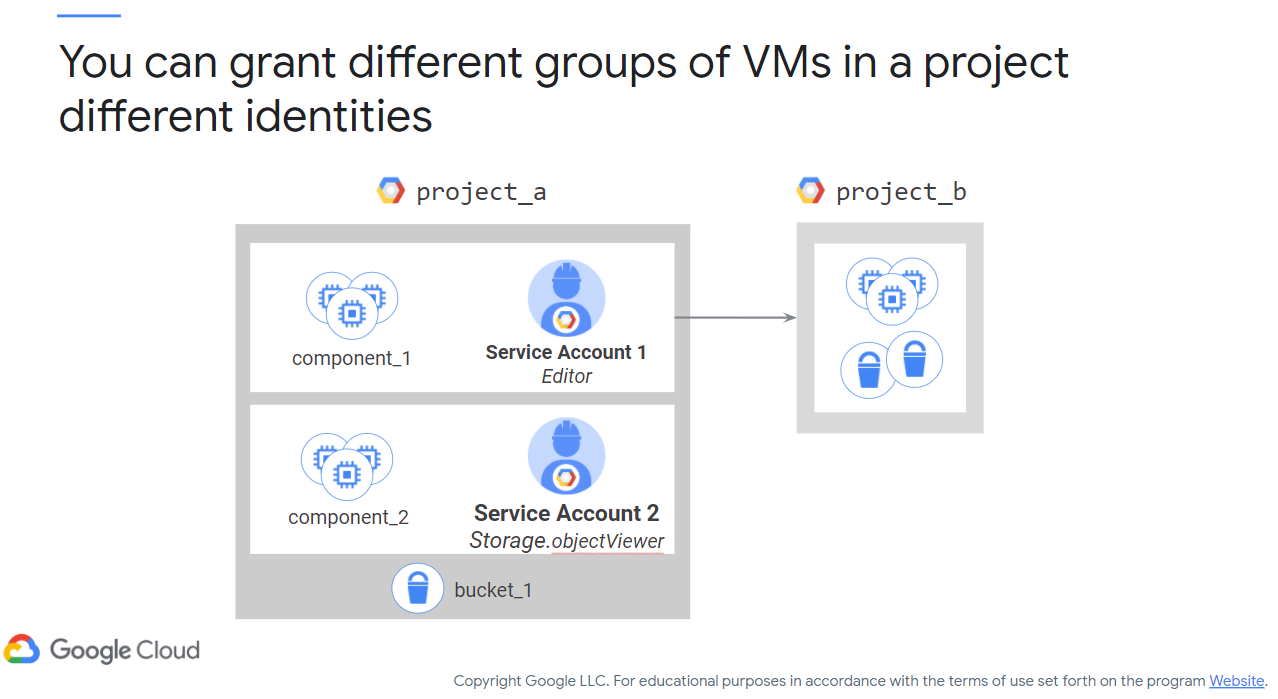 You can grant different groups of VMs in a project
different identities
project_a
project_b
component_1
Service Account 1
Editor
component_2
Service Account 2
Storage.objectViewer
bucket_1
Google Cloud
Copyright Google LLC. For educational purposes in accordance with the terms of use set forth on the program Website.